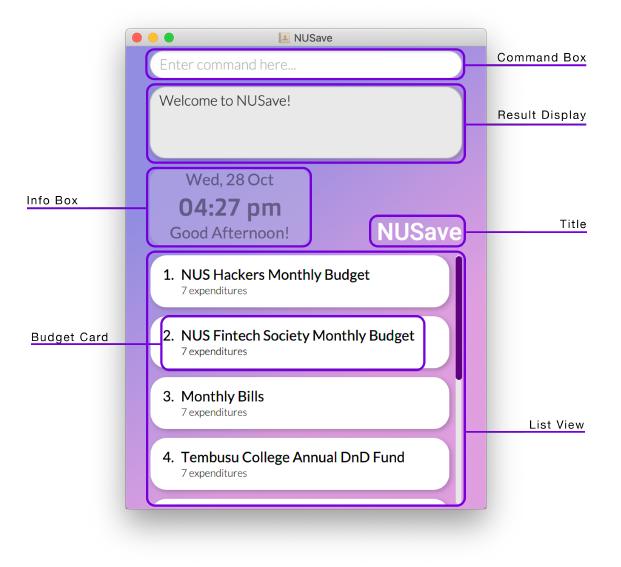 NUSave
Enter command here...
Command Box
Welcome to NUSave!
Result Display
Wed, 28 Oct
04:27 pm
Good Afternoon!
Info Box
NUSave
Title
1. NUS Hackers Monthly Budget
7 expenditures
2. NUS Fintech Society Monthly Budget
7 expenditures
Budget Card
3. Monthly Bills
7 expenditures
List View
4. Tembusu College Annual DnD Fund
7 expenditures